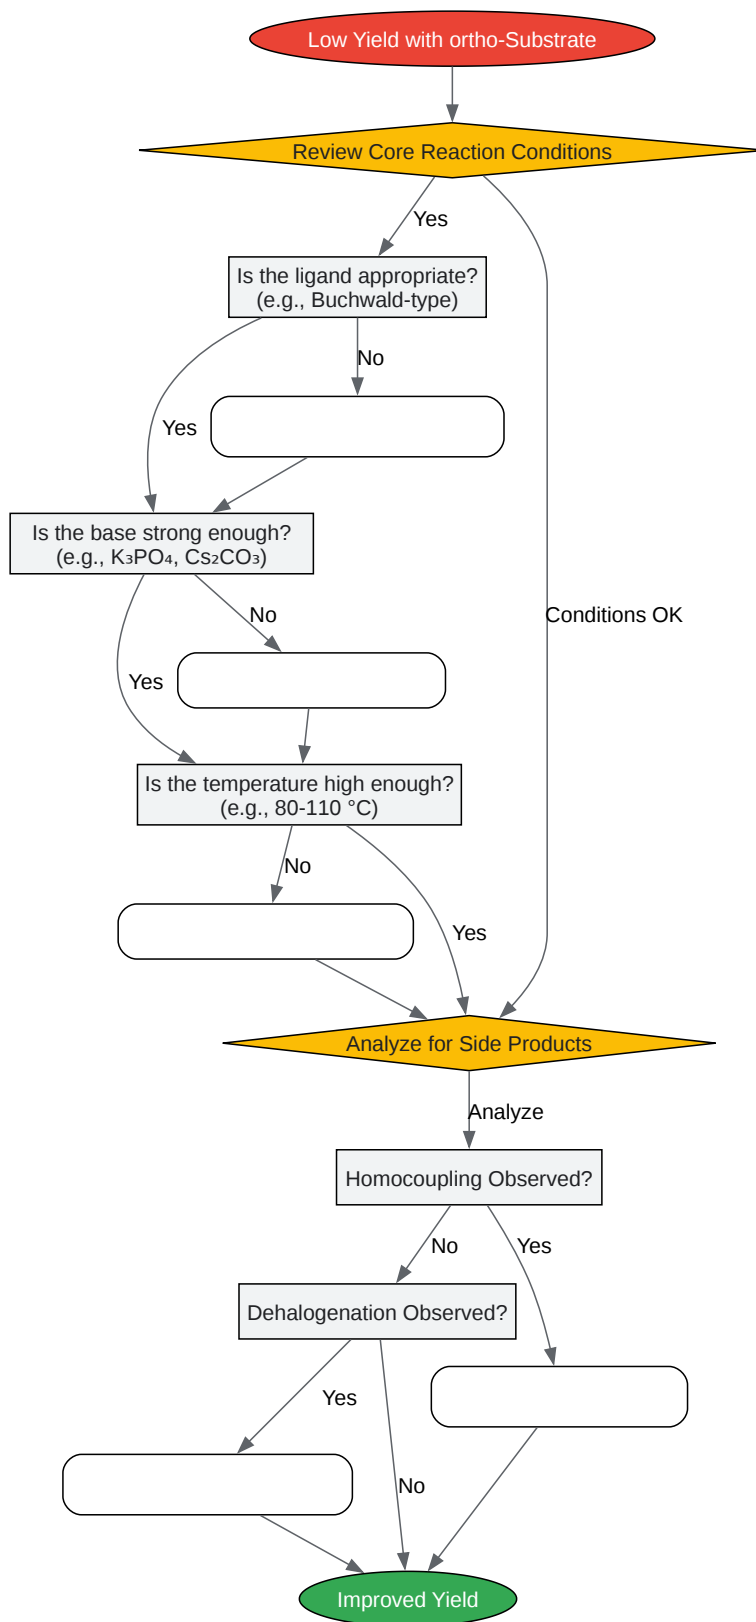 Low Yield with ortho-Substrate
Review Core Reaction Conditions
Yes
Is the ligand appropriate?
(e.g., Buchwald-type)
No
Yes
Is the base strong enough?
(e.g., K₃PO₄, Cs₂CO₃)
No
Conditions OK
Yes
Is the temperature high enough?
(e.g., 80-110 °C)
No
Yes
Analyze for Side Products
Analyze
Homocoupling Observed?
No
Yes
Dehalogenation Observed?
Yes
No
Improved Yield